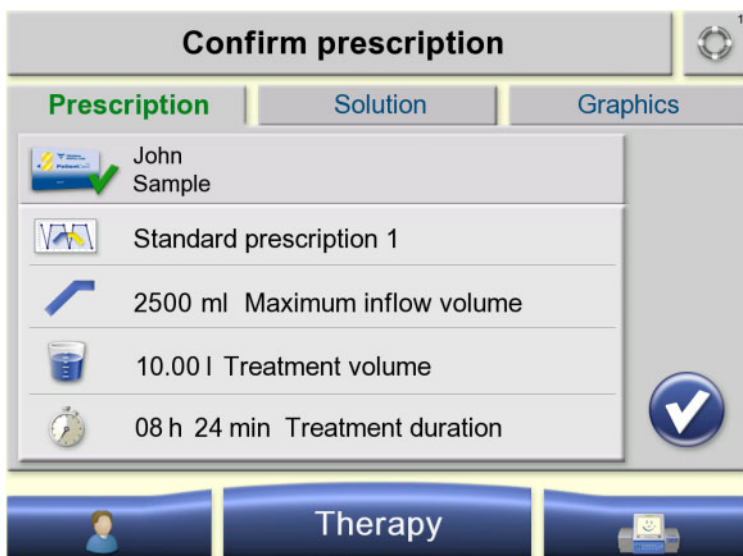 Confirm prescription
1
Prescription
Solution
Graphics
John
Sample
Standard prescription 1
2500 ml Maximum inflow volume
10.00 l Treatment volume
08 h 24 min Treatment duration
Therapy